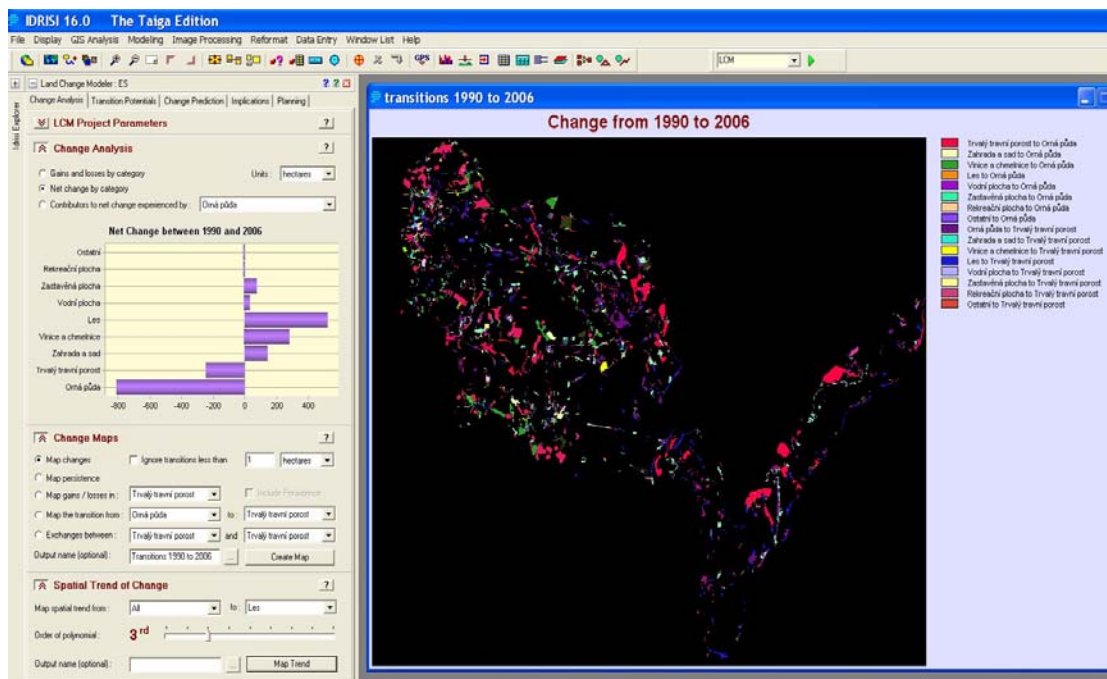 IDRISI 16.0 The Taiga Edition
File Display GIS Analysis Modeling Image Processing Reformat Data Entry Window List Help
LCM
Idrisi Explorer
Land Change Modeler : ES
Change Analysis Transition Potentials Change Prediction Implications Planning
LCM Project Parameters ?
Change Analysis ?
Gains and losses by category Units : hectares
Net change by category
Contributors to net change experienced by : Orná půda
Net Change between 1990 and 2006
Ostatní
Rekreační plocha
Zastavěná plocha
Vodní plocha
Les
Vinice a chmelnice
Zahrada a sad
Trvalý travní porost
Orná půda
-800 -600 -400 -200 0 200 400
Change Maps ?
Map changes Ignore transitions less than 1 hectares
Map persistence
Map gains / losses in : Trvalý travní porost Include Persistence
Map the transition from : Orná půda to : Trvalý travní porost
Exchanges between : Trvalý travní porost and Trvalý travní porost
Output name (optional) : Transitions 1990 to 2006 ... Create Map
Spatial Trend of Change ?
Map spatial trend from : All to : Les
Order of polynomial : 3rd
Output name (optional) : ... Map Trend
transitions 1990 to 2006
Change from 1990 to 2006
Trvalý travní porost to Orná půda
Zahrada a sad to Orná půda
Vinice a chmelnice to Orná půda
Les to Orná půda
Vodní plocha to Orná půda
Zastavěná plocha to Orná půda
Rekreační plocha to Orná půda
Ostatní to Orná půda
Orná půda to Trvalý travní porost
Zahrada a sad to Trvalý travní porost
Vinice a chmelnice to Trvalý travní porost
Les to Trvalý travní porost
Vodní plocha to Trvalý travní porost
Zastavěná plocha to Trvalý travní porost
Rekreační plocha to Trvalý travní porost
Ostatní to Trvalý travní porost